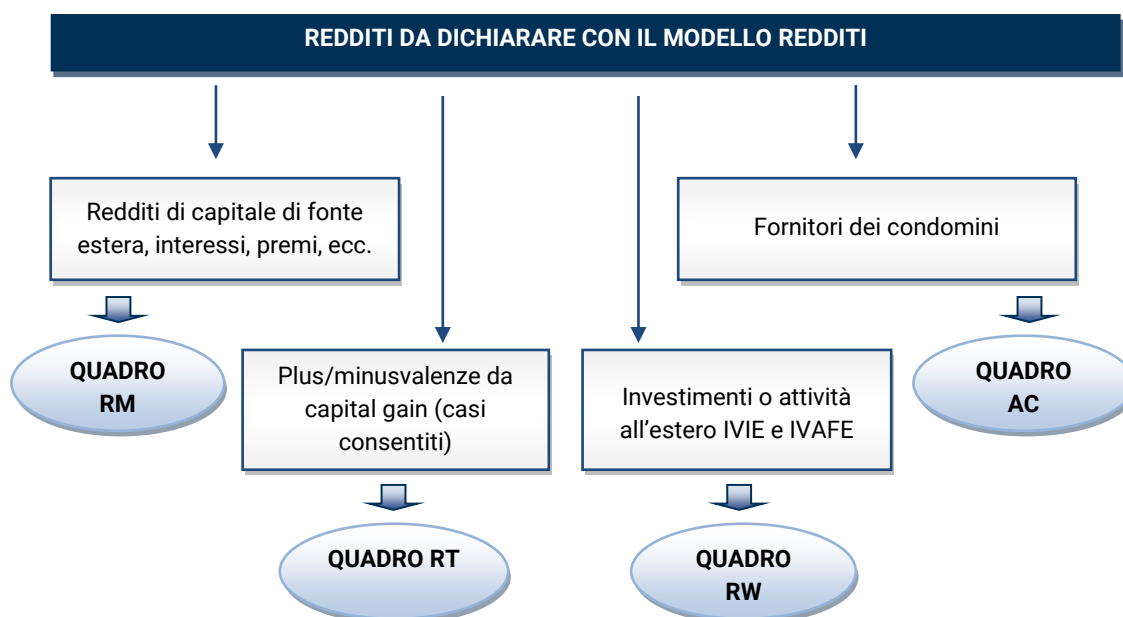 REDDITI DA DICHIARARE CON IL MODELLO REDDITI
Redditi di capitale di fonte
estera, interessi, premi, ecc.
Fornitori dei condomini
QUADRO
RM
Plus/minusvalenze da
capital gain (casi
consentiti)
Investimenti o attività
all'estero IVIE e IVAFE
QUADRO
AC
QUADRO RT
QUADRO
RW